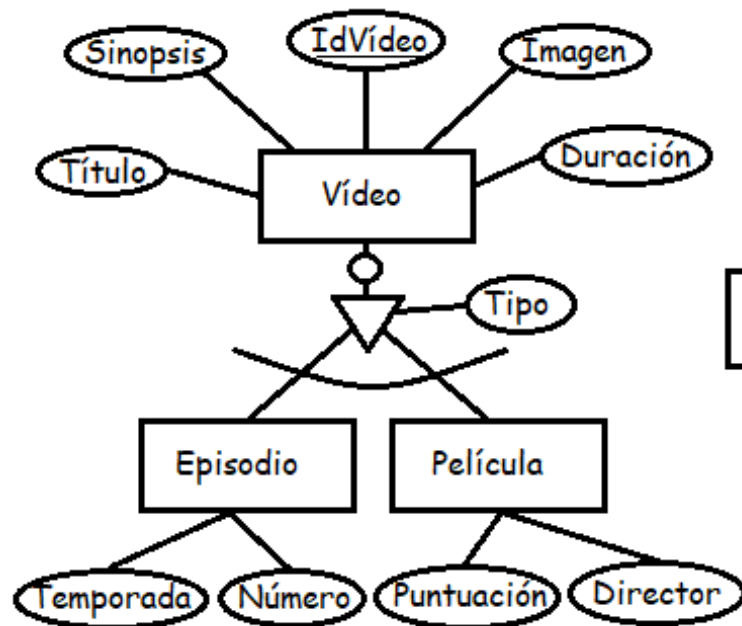 IdVídeo
Sinopsis
Imagen
Título
Vídeo
Duración
Tipo
Episodio
Película
Temporada
Número
Puntuación
Director